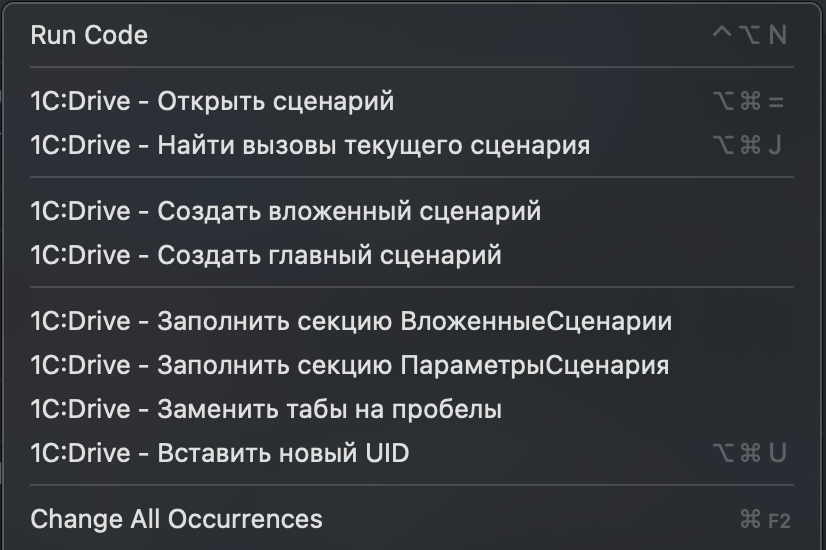 Run Code ⌃⌥N
1C:Drive - Открыть сценарий ⌥⌘=
1C:Drive - Найти вызовы текущего сценария ⌥⌘J
1C:Drive - Создать вложенный сценарий
1C:Drive - Создать главный сценарий
1C:Drive - Заполнить секцию ВложенныеСценарии
1C:Drive - Заполнить секцию ПараметрыСценария
1C:Drive - Заменить табы на пробелы
1C:Drive - Вставить новый UID ⌥⌘U
Change All Occurrences ⌘F2